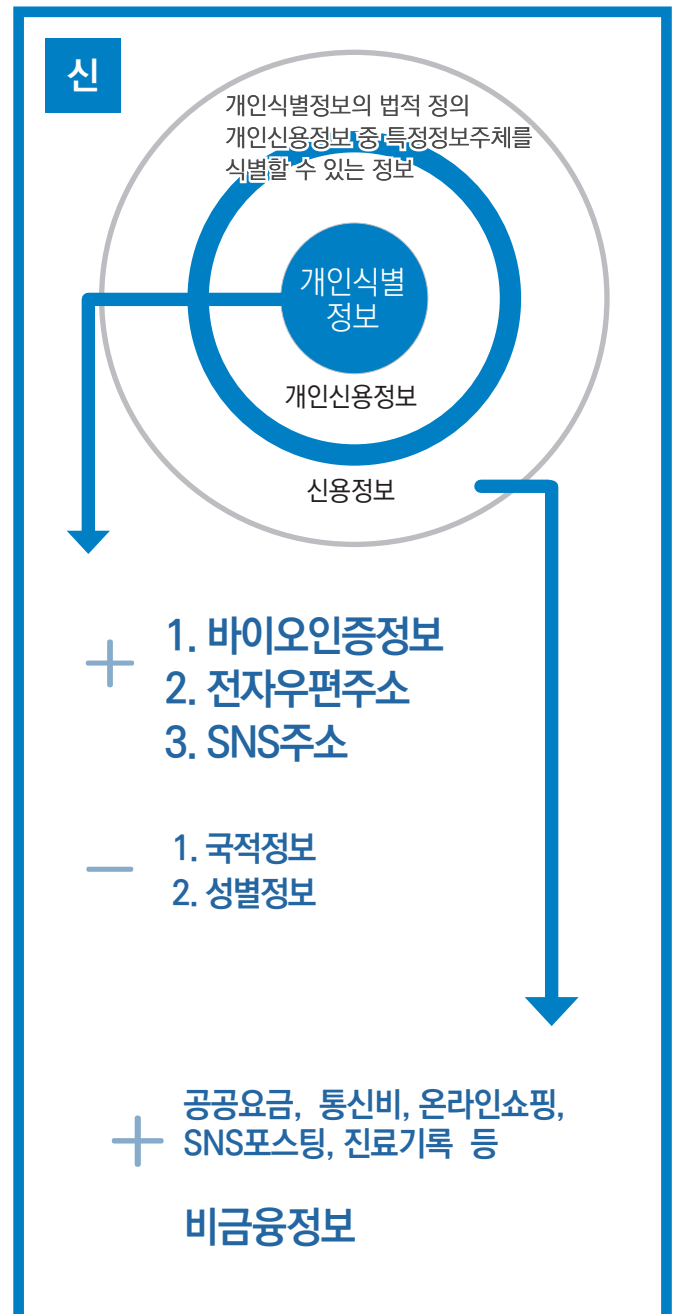 신
개인식별정보의 법적 정의
개인신용정보 중 특정정보주체를
식별할 수 있는 정보
개인식별
정보
개인신용정보
신용정보
1. 바이오인증정보
2. 전자우편주소
3. SNS주소
1. 국적정보
2. 성별정보
공공요금, 통신비, 온라인쇼핑,
SNS포스팅, 진료기록 등
비금융정보